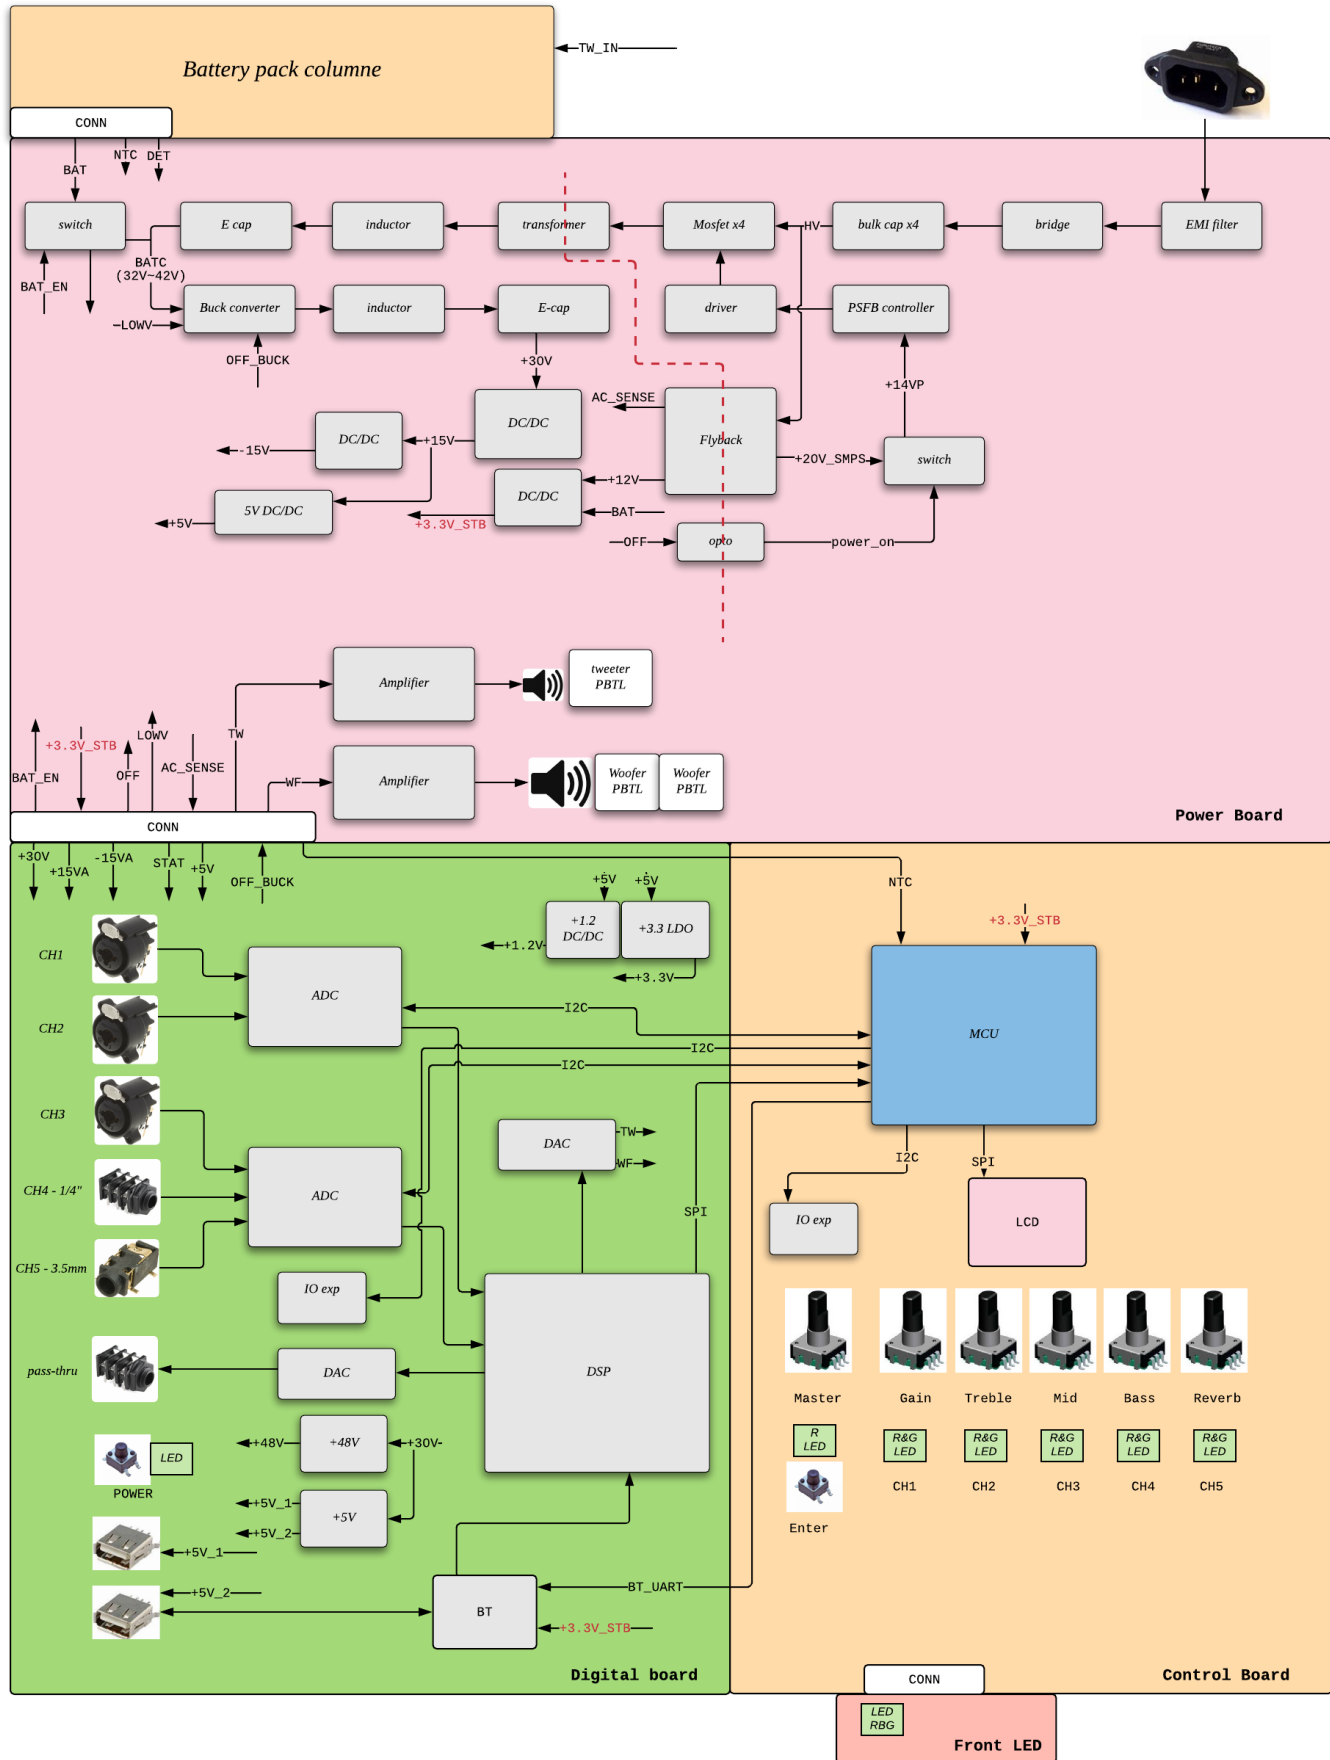 Battery pack columne
TW_IN
CONN
BAT
NTC
DET
switch
E cap
inductor
transformer
Mosfet x4
HV
bulk cap x4
bridge
EMI filter
BATC
(32V~42V)
BAT_EN
LOWV
Buck converter
inductor
E-cap
driver
PSFB controller
OFF_BUCK
+30V
+14VP
AC_SENSE
DC/DC
Flyback
DC/DC
+15V
-15V
+20V_SMPS
switch
+12V
DC/DC
5V DC/DC
+5V
+3.3V_STB
BAT
OFF
opto
power_on
Amplifier
tweeter
PBTL
TW
LOWV
+3.3V_STB
OFF
AC_SENSE
BAT_EN
WF
Amplifier
Woofer
PBTL
Woofer
PBTL
Power Board
CONN
+30V
+15VA
-15VA
STAT
+5V
OFF_BUCK
NTC
+5V
+5V
+3.3V_STB
+1.2
DC/DC
+3.3 LDO
+1.2V
+3.3V
CH1
ADC
CH2
I2C
MCU
I2C
I2C
CH3
DAC
TW
WF
I2C
SPI
CH4 - 1/4"
ADC
SPI
IO exp
LCD
CH5 - 3.5mm
IO exp
pass-thru
DAC
DSP
Master
Gain
Treble
Mid
Bass
Reverb
R
LED
R&G
LED
R&G
LED
R&G
LED
R&G
LED
R&G
LED
+48V
+48V
+30V
LED
POWER
CH1
CH2
CH3
CH4
CH5
+5V_1
+5V
+5V_2
Enter
+5V_1
+5V_2
BT_UART
BT
+3.3V_STB
Digital board
CONN
Control Board
LED
RBG
Front LED